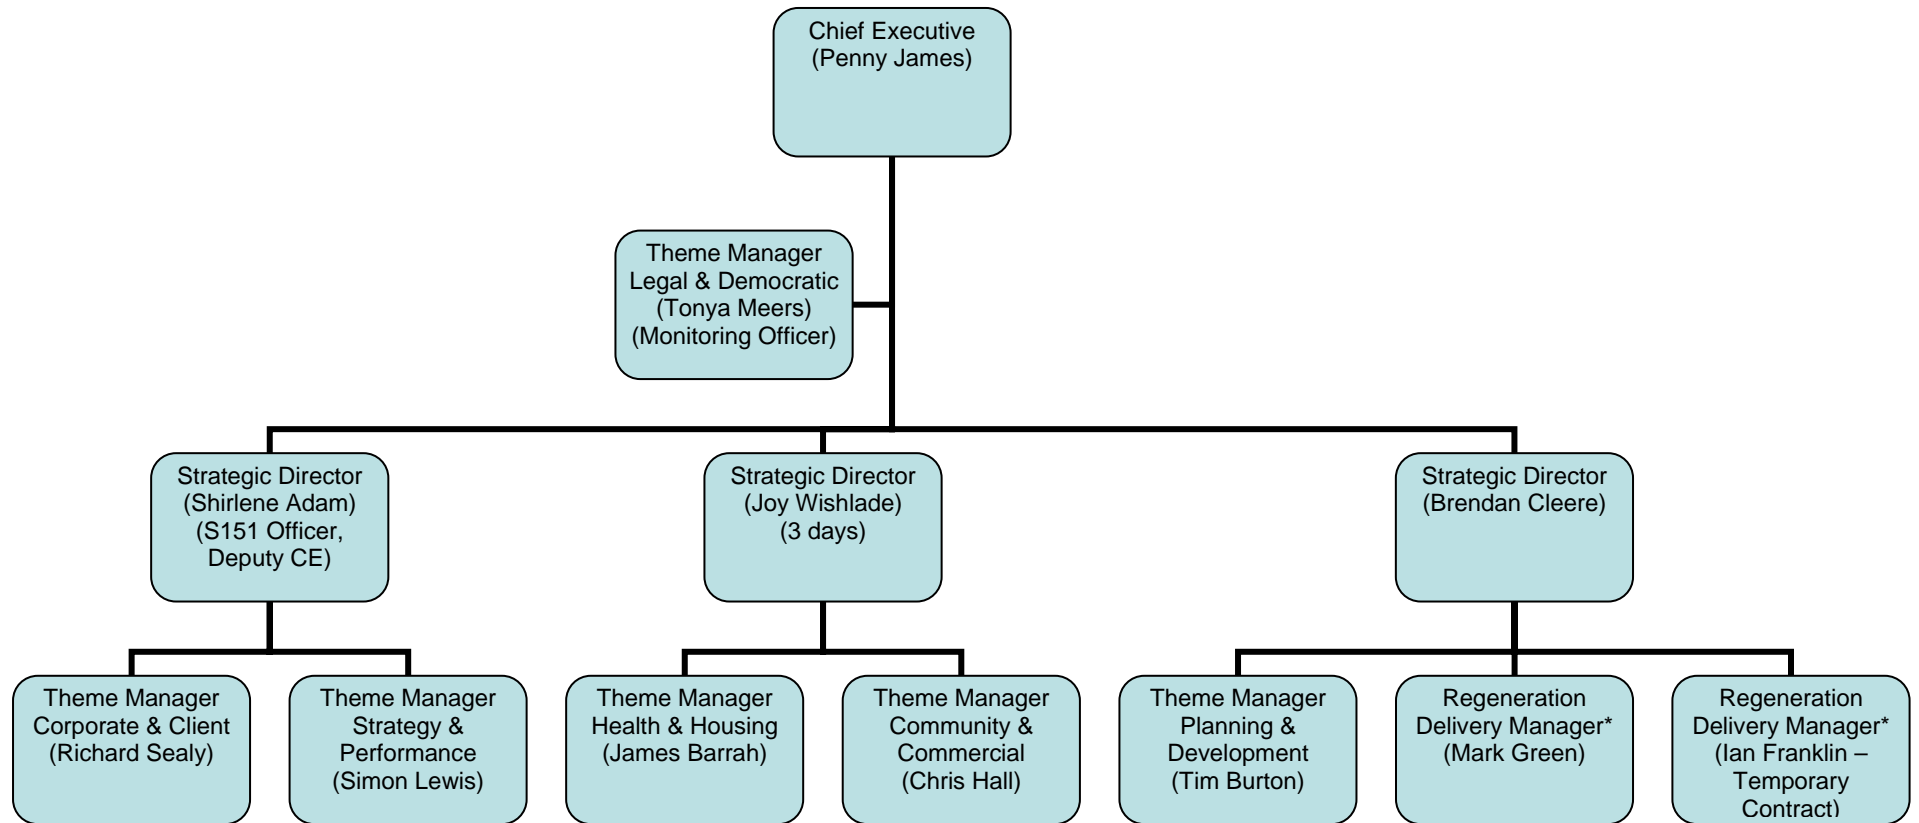 Chief Executive
(Penny James)
Theme Manager
Legal & Democratic
(Tonya Meers)
(Monitoring Officer)
Strategic Director
(Shirlene Adam)
(S151 Officer,
Deputy CE)
Strategic Director
(Joy Wishlade)
(3 days)
Strategic Director
(Brendan Cleere)
Theme Manager
Corporate & Client
(Richard Sealy)
Theme Manager
Strategy &
Performance
(Simon Lewis)
Theme Manager
Health & Housing
(James Barrah)
Theme Manager
Community &
Commercial
(Chris Hall)
Theme Manager
Planning &
Development
(Tim Burton)
Regeneration
Delivery Manager*
(Mark Green)
Regeneration
Delivery Manager*
(Ian Franklin –
Temporary
Contract)